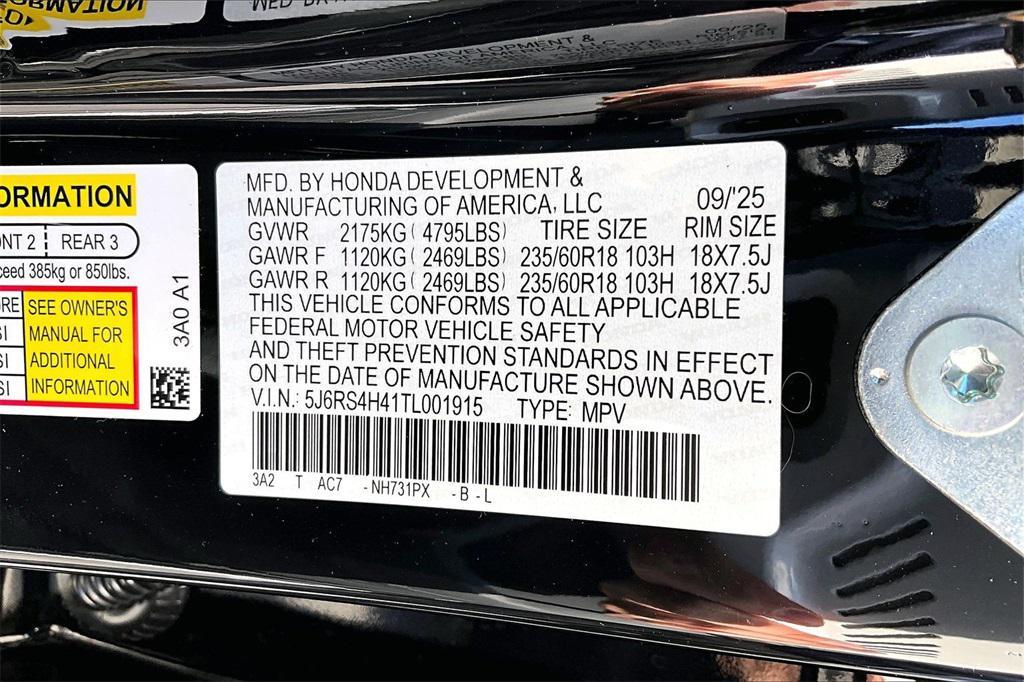 ORMATION
NT 2 REAR 3
ceed 385kg or 850lbs.
SEE OWNER'S
MANUAL FOR
ADDITIONAL
INFORMATION
3A0 A1
MFD. BY HONDA DEVELOPMENT &
MANUFACTURING OF AMERICA, LLC 09/'25
GVWR 2175KG ( 4795LBS) TIRE SIZE RIM SIZE
GAWR F 1120KG ( 2469LBS) 235/60R18 103H 18X7.5J
GAWR R 1120KG ( 2469LBS) 235/60R18 103H 18X7.5J
THIS VEHICLE CONFORMS TO ALL APPLICABLE
FEDERAL MOTOR VEHICLE SAFETY
AND THEFT PREVENTION STANDARDS IN EFFECT
ON THE DATE OF MANUFACTURE SHOWN ABOVE.
V.I.N.: 5J6RS4H41TL001915 TYPE: MPV
3A2 T AC7 - NH731PX - B - L